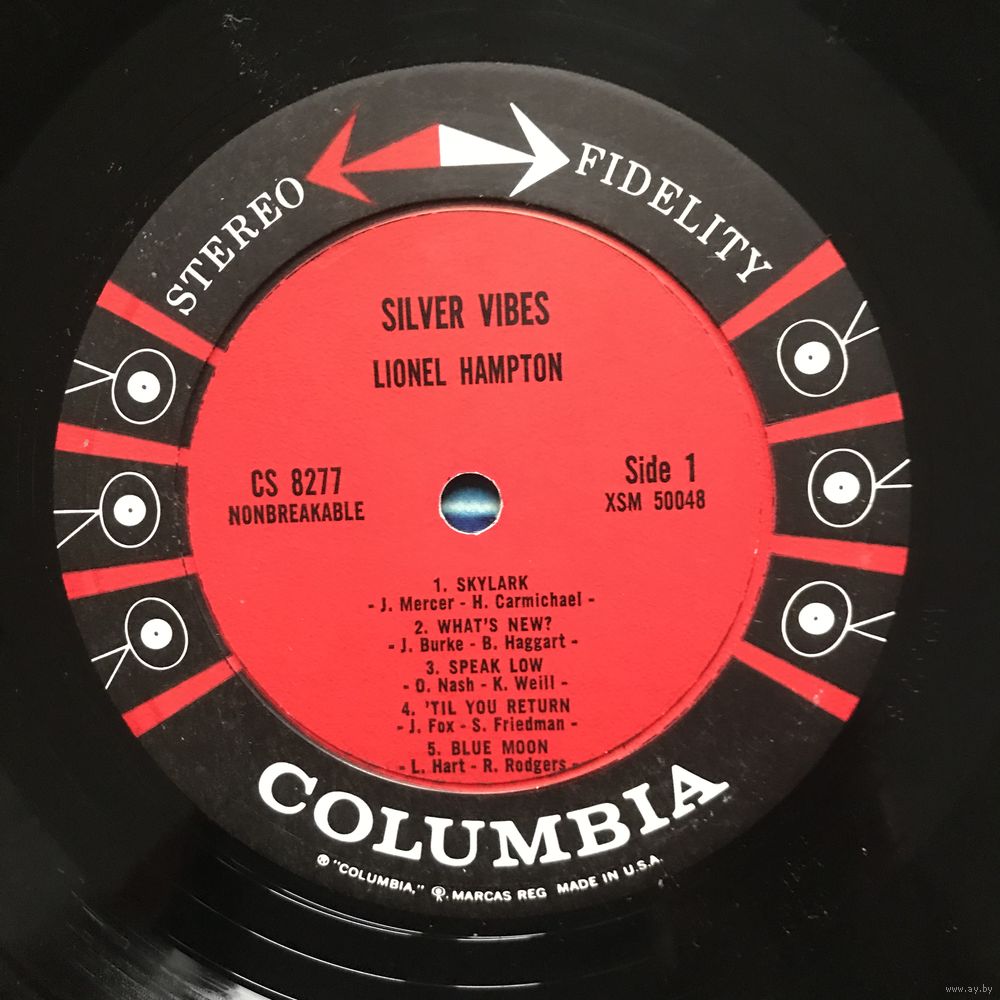 STEREO FIDELITY
SILVER VIBES
LIONEL HAMPTON
CS 8277
NONBREAKABLE
Side 1
XSM 50048
1. SKYLARK
- J. Mercer - H. Carmichael -
2. WHAT'S NEW?
- J. Burke - B. Haggart -
3. SPEAK LOW
- O. Nash - K. Weill -
4. 'TIL YOU RETURN
- J. Fox - S. Friedman -
5. BLUE MOON
- L. Hart - R. Rodgers -
COLUMBIA
® "COLUMBIA," ®, MARCAS REG MADE IN U.S.A.
www.ay.by